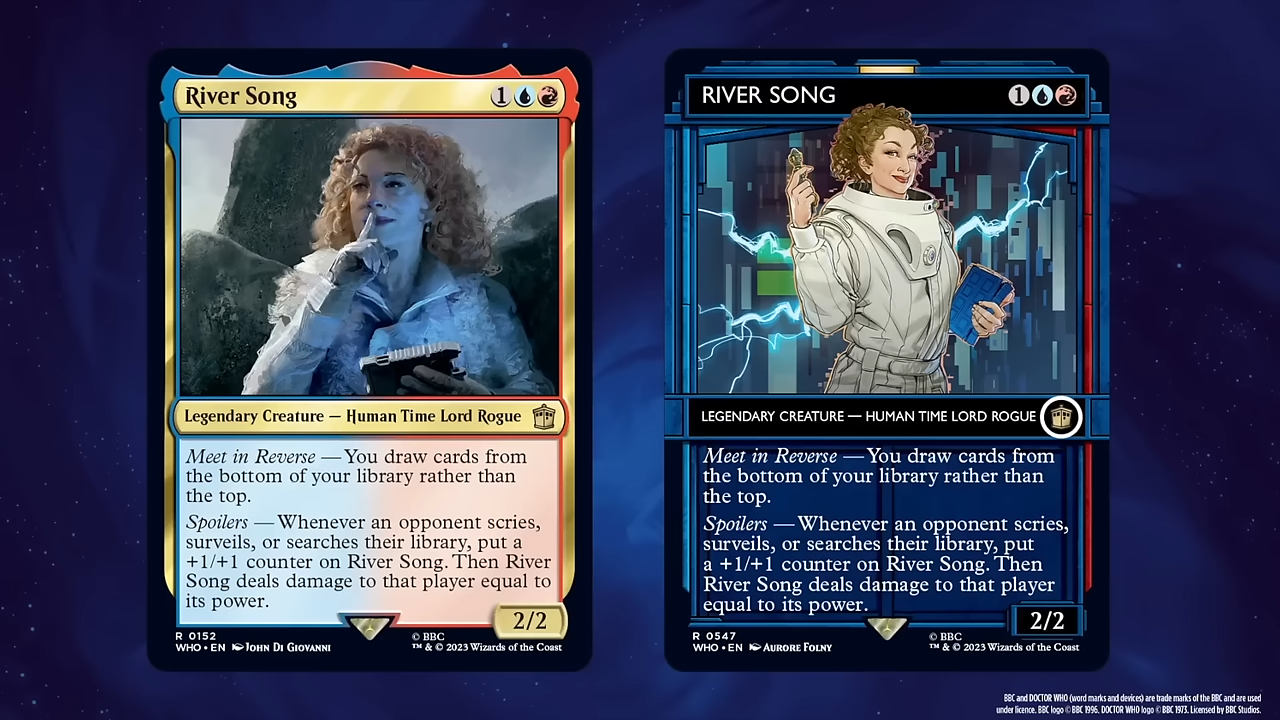 River Song 1
Legendary Creature — Human Time Lord Rogue
Meet in Reverse — You draw cards from
the bottom of your library rather than
the top.
Spoilers — Whenever an opponent scries,
surveils, or searches their library, put a
+1/+1 counter on River Song. Then River
Song deals damage to that player equal to
its power.
2/2
R 0152
WHO • EN John Di Giovanni
© BBC
™ & © 2023 Wizards of the Coast
RIVER SONG 1
LEGENDARY CREATURE — HUMAN TIME LORD ROGUE
Meet in Reverse — You draw cards from
the bottom of your library rather than
the top.
Spoilers — Whenever an opponent scries,
surveils, or searches their library, put
a +1/+1 counter on River Song. Then
River Song deals damage to that player
equal to its power.
2/2
R 0547
WHO • EN Aurore Folny
© BBC
™ & © 2023 Wizards of the Coast
BBC and DOCTOR WHO (word marks and devices) are trade marks of the BBC and are used
under licence. BBC logo © BBC 1996. DOCTOR WHO logo © BBC 1973. Licensed by BBC Studios.